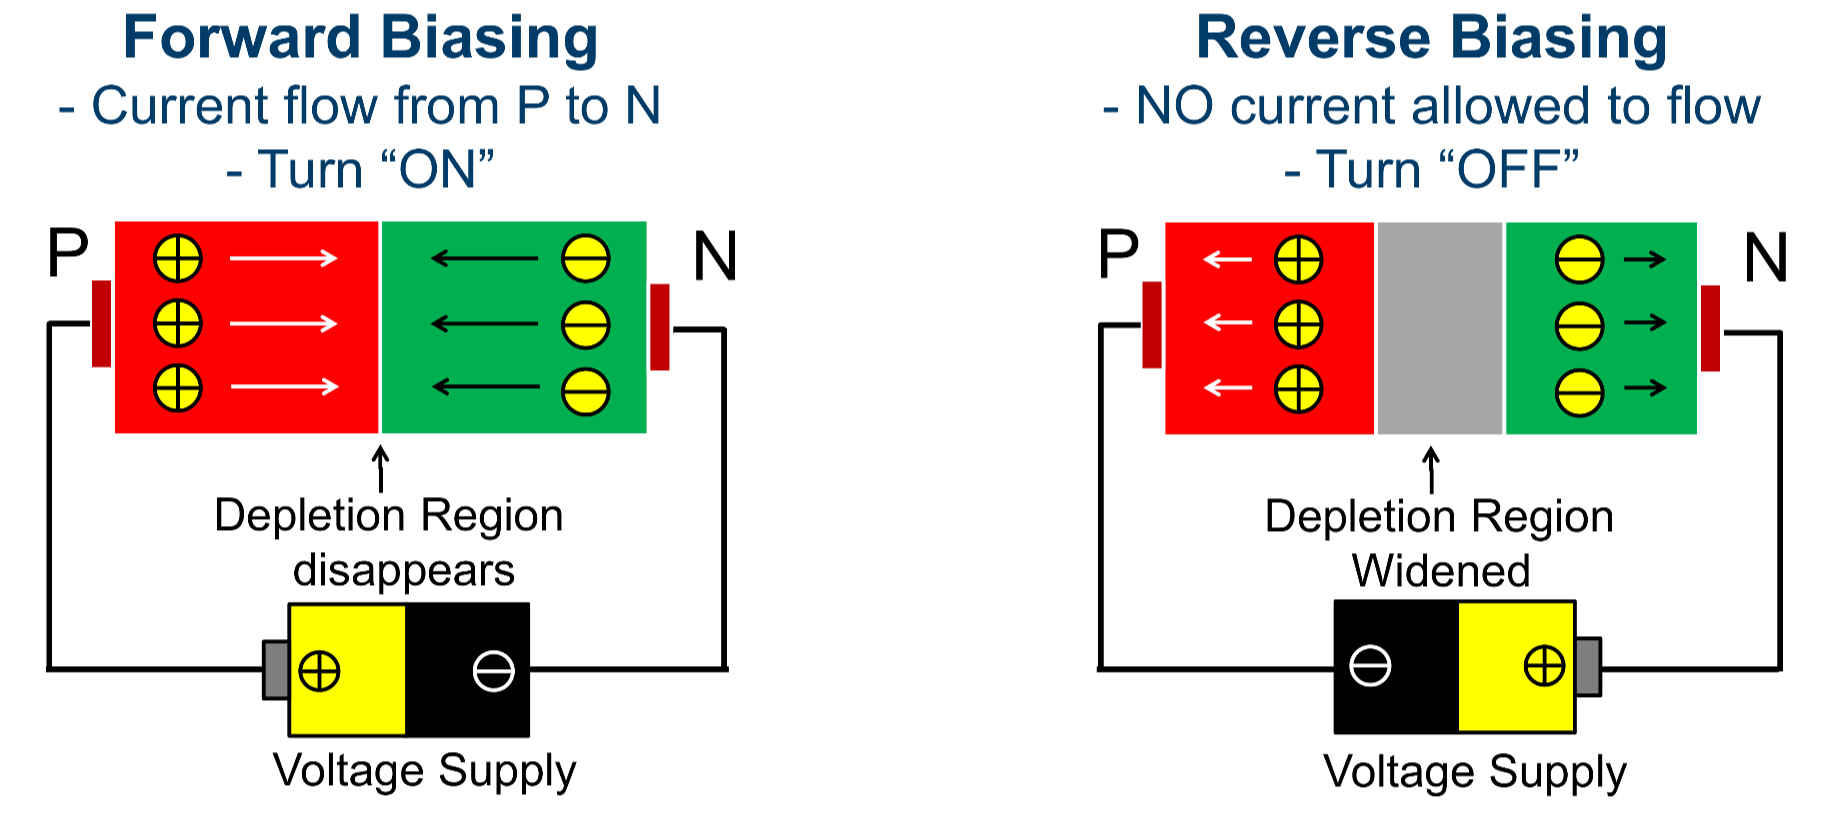 Forward Biasing
- Current flow from P to N
- Turn “ON”
P
N
Depletion Region
disappears
Voltage Supply
Reverse Biasing
- NO current allowed to flow
- Turn “OFF”
P
N
Depletion Region
Widened
Voltage Supply